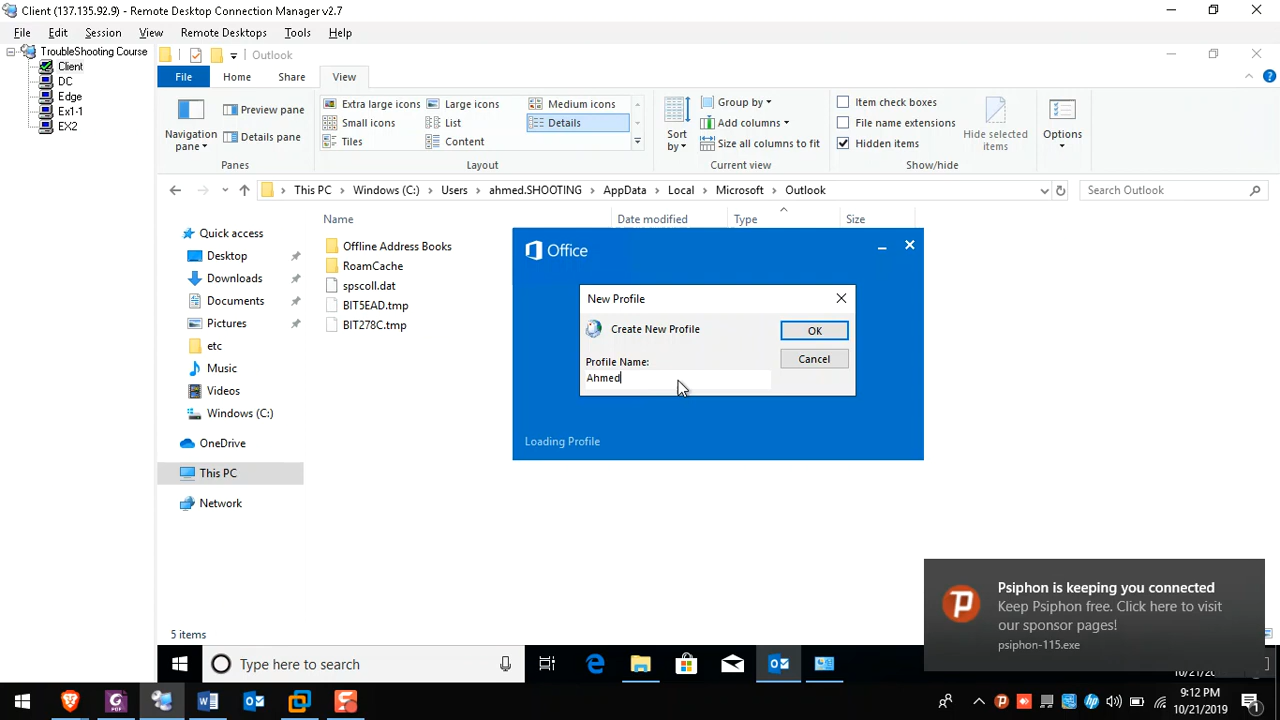 Client (137.135.92.9) - Remote Desktop Connection Manager v2.7
File Edit Session View Remote Desktops Tools Help
TroubleShooting Course
Client
DC
Edge
Ex1-1
EX2
Outlook
File Home Share View
Navigation pane
Preview pane
Details pane
Panes
Extra large icons Large icons Medium icons
Small icons List Details
Tiles Content
Layout
Sort by
Group by
Add columns
Size all columns to fit
Current view
Item check boxes
File name extensions
Hidden items
Hide selected items
Show/hide
Options
This PC Windows (C:) Users ahmed.SHOOTING AppData Local Microsoft Outlook
Search Outlook
Quick access
Desktop
Downloads
Documents
Pictures
etc
Music
Videos
Windows (C:)
OneDrive
This PC
Network
Name Date modified Type Size
Offline Address Books
RoamCache
spscoll.dat
BIT5EAD.tmp
BIT278C.tmp
Office
New Profile
Create New Profile
OK
Profile Name:
Cancel
Ahmed
Loading Profile
5 items
Psiphon is keeping you connected
Keep Psiphon free. Click here to visit
our sponsor pages!
psiphon-115.exe
Type here to search
9:12 PM
10/21/2019